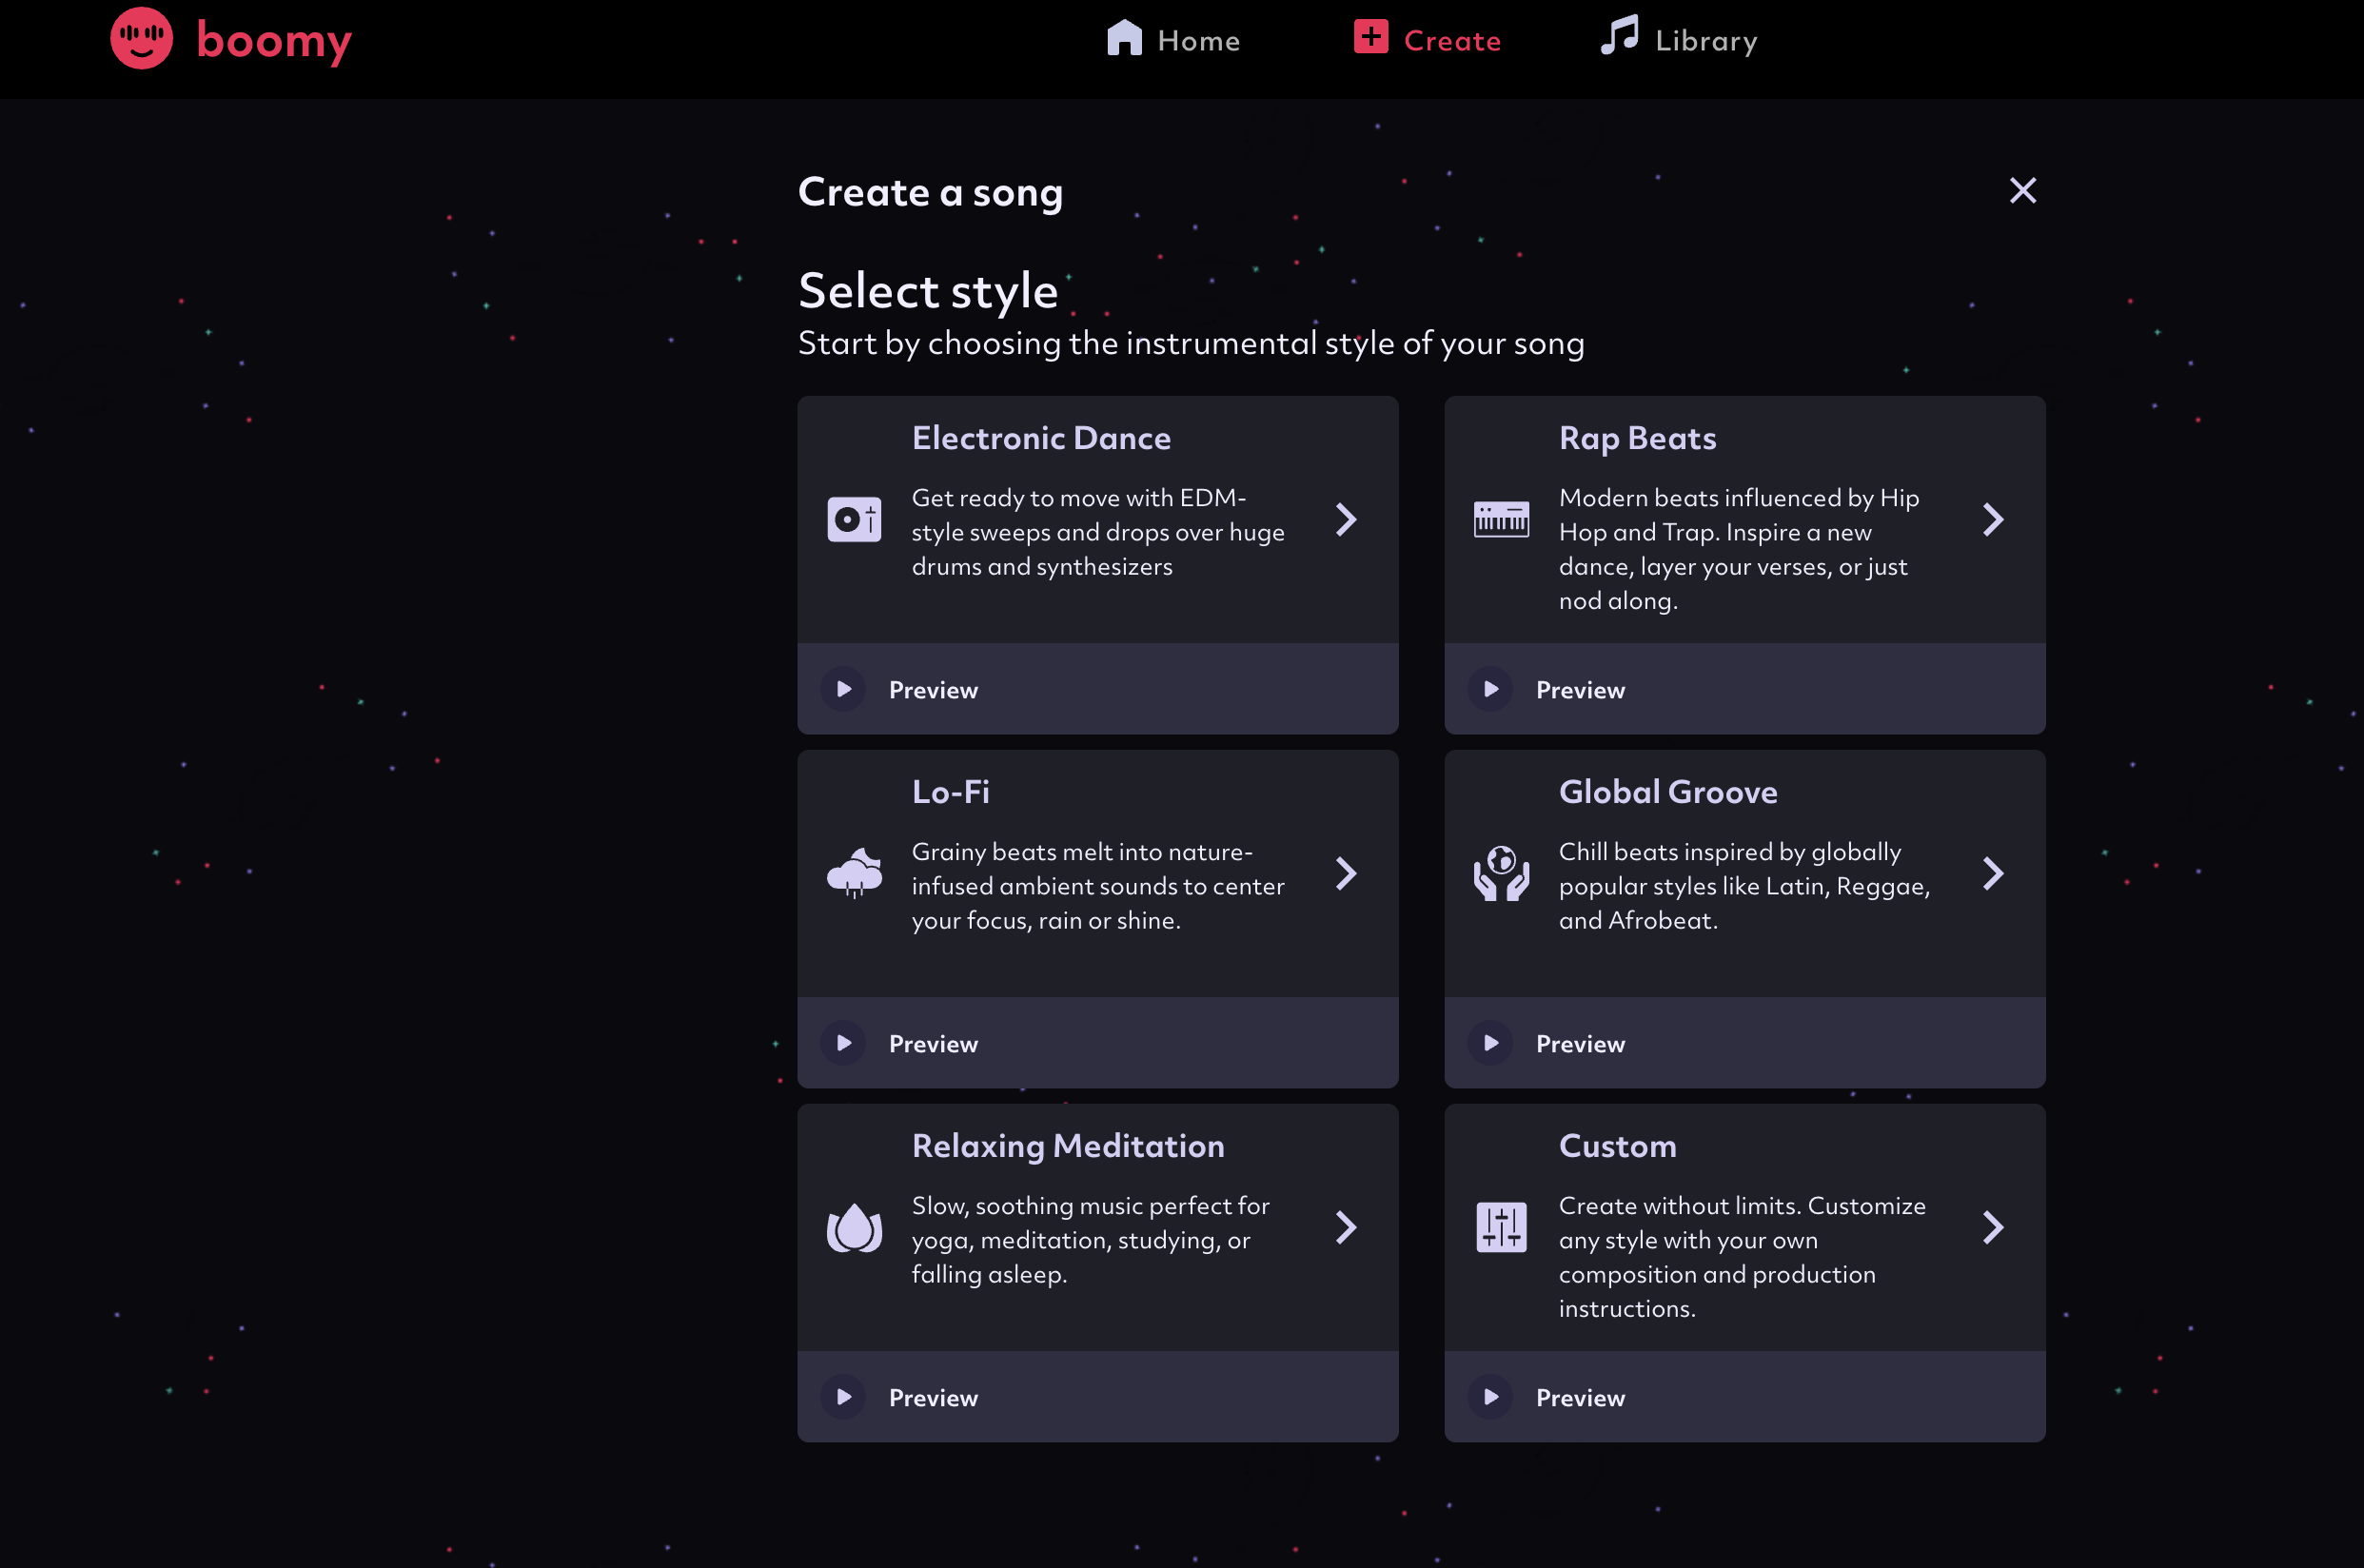 boomy
Home
Create
Library
Create a song
Select style
Start by choosing the instrumental style of your song
Electronic Dance
Get ready to move with EDM-
style sweeps and drops over huge
drums and synthesizers
Preview
Rap Beats
Modern beats influenced by Hip
Hop and Trap. Inspire a new
dance, layer your verses, or just
nod along.
Preview
Lo-Fi
Grainy beats melt into nature-
infused ambient sounds to center
your focus, rain or shine.
Preview
Global Groove
Chill beats inspired by globally
popular styles like Latin, Reggae,
and Afrobeat.
Preview
Relaxing Meditation
Slow, soothing music perfect for
yoga, meditation, studying, or
falling asleep.
Preview
Custom
Create without limits. Customize
any style with your own
composition and production
instructions.
Preview